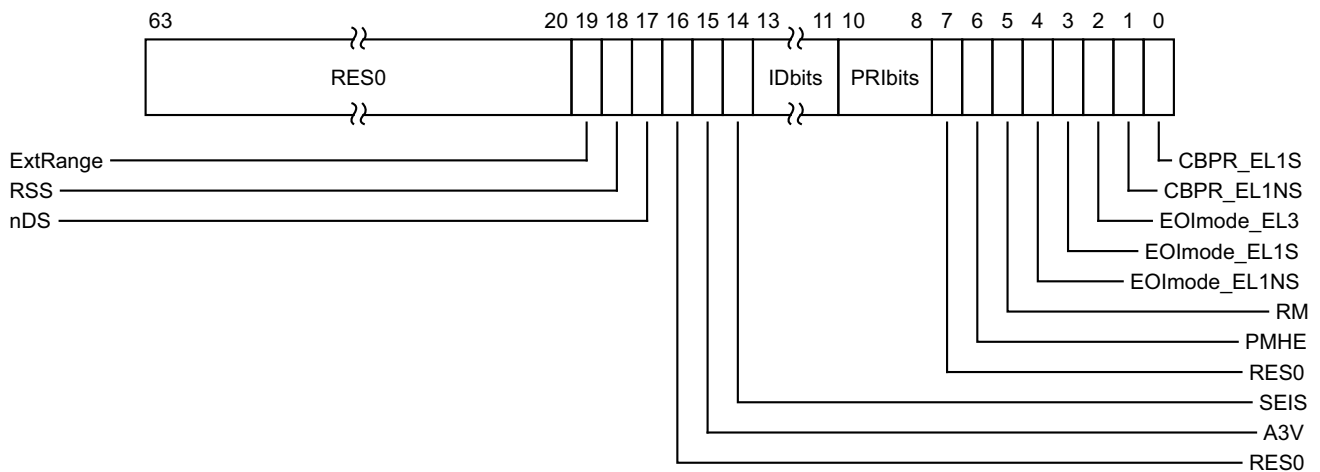 63 20 19 18 17 16 15 14 13 11 10 8 7 6 5 4 3 2 1 0
RES0 IDbits PRIbits
ExtRange CBPR_EL1S
RSS CBPR_EL1NS
nDS EOImode_EL3
EOImode_EL1S
EOImode_EL1NS
RM
PMHE
RES0
SEIS
A3V
RES0